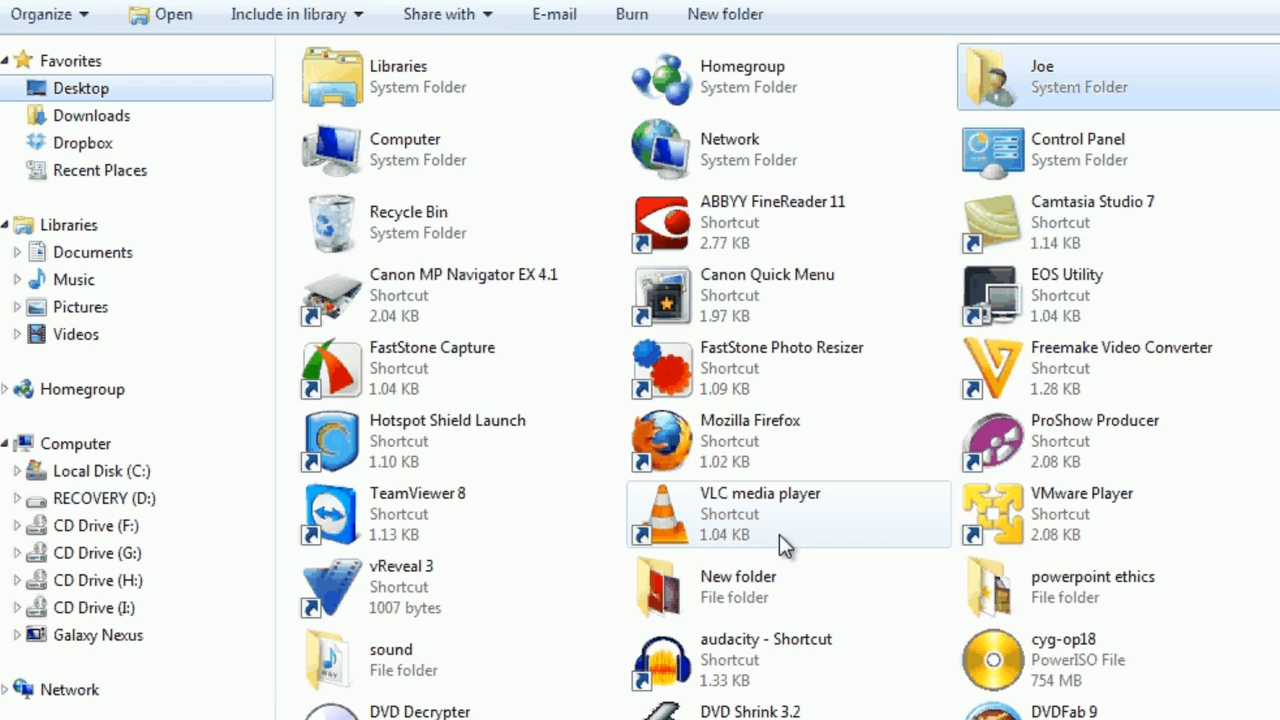 Organize Open Include in library Share with E-mail Burn New folder
Favorites
Desktop
Downloads
Dropbox
Recent Places
Libraries
Documents
Music
Pictures
Videos
Homegroup
Computer
Local Disk (C:)
RECOVERY (D:)
CD Drive (F:)
CD Drive (G:)
CD Drive (H:)
CD Drive (I:)
Galaxy Nexus
Network
Libraries
System Folder
Homegroup
System Folder
Joe
System Folder
Computer
System Folder
Network
System Folder
Control Panel
System Folder
Recycle Bin
System Folder
ABBYY FineReader 11
Shortcut
2.77 KB
Camtasia Studio 7
Shortcut
1.14 KB
Canon MP Navigator EX 4.1
Shortcut
2.04 KB
Canon Quick Menu
Shortcut
1.97 KB
EOS Utility
Shortcut
1.04 KB
FastStone Capture
Shortcut
1.04 KB
FastStone Photo Resizer
Shortcut
1.09 KB
Freemake Video Converter
Shortcut
1.28 KB
Hotspot Shield Launch
Shortcut
1.10 KB
Mozilla Firefox
Shortcut
1.02 KB
ProShow Producer
Shortcut
2.08 KB
TeamViewer 8
Shortcut
1.13 KB
VLC media player
Shortcut
1.04 KB
VMware Player
Shortcut
2.08 KB
vReveal 3
Shortcut
1007 bytes
New folder
File folder
powerpoint ethics
File folder
sound
File folder
audacity - Shortcut
Shortcut
1.33 KB
cyg-op18
PowerISO File
754 MB
DVD Decrypter
DVD Shrink 3.2
DVDFab 9